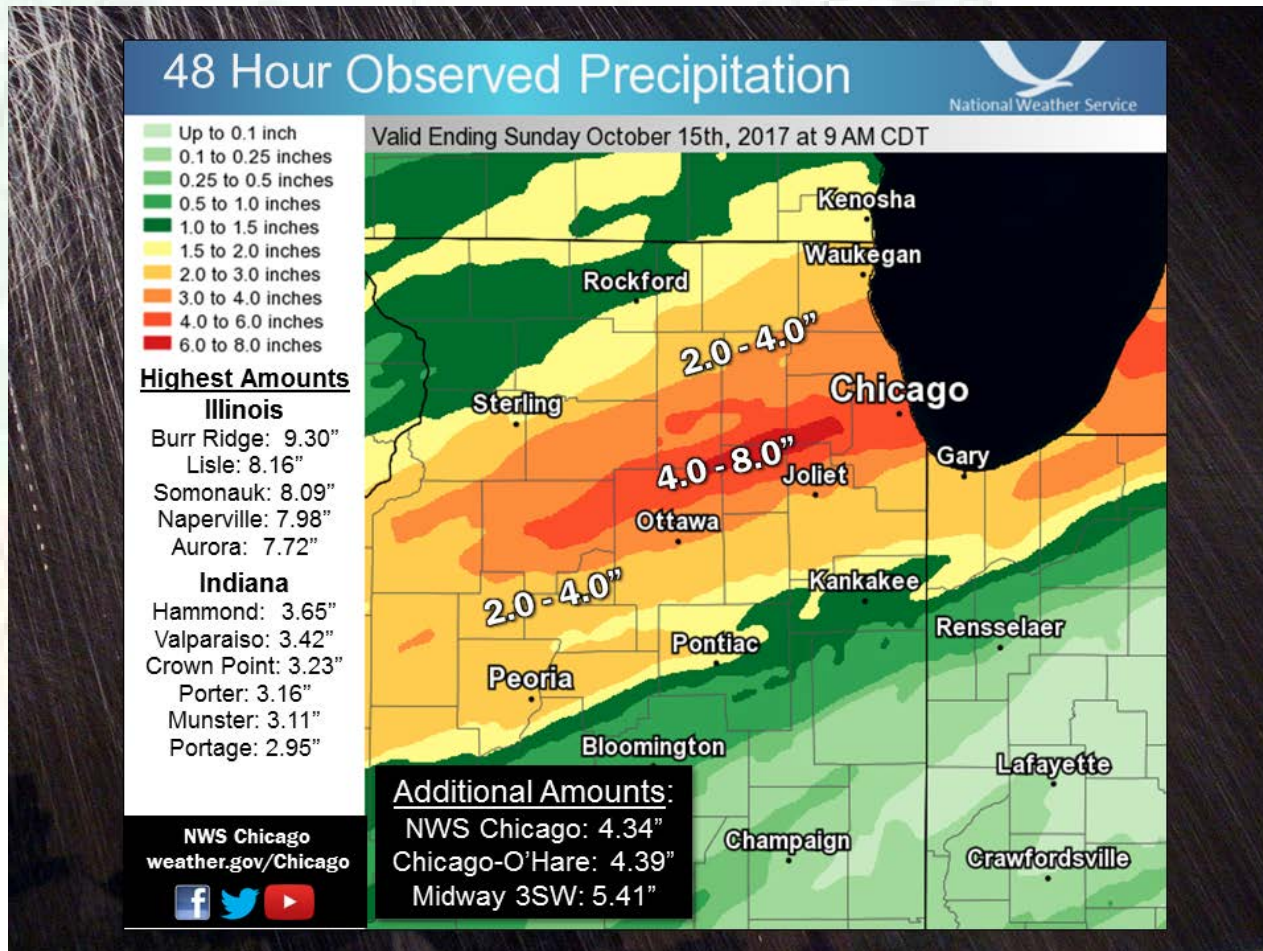 48 Hour Observed Precipitation
National Weather Service
Valid Ending Sunday October 15th, 2017 at 9 AM CDT
Up to 0.1 inch
0.1 to 0.25 inches
0.25 to 0.5 inches
0.5 to 1.0 inches
1.0 to 1.5 inches
1.5 to 2.0 inches
2.0 to 3.0 inches
3.0 to 4.0 inches
4.0 to 6.0 inches
6.0 to 8.0 inches
Highest Amounts
Illinois
Burr Ridge: 9.30”
Lisle: 8.16”
Somonauk: 8.09”
Naperville: 7.98”
Aurora: 7.72”
Indiana
Hammond: 3.65”
Valparaiso: 3.42”
Crown Point: 3.23”
Porter: 3.16”
Munster: 3.11”
Portage: 2.95”
NWS Chicago
weather.gov/Chicago
Kenosha
Waukegan
Rockford
2.0 - 4.0”
Chicago
Sterling
4.0 - 8.0”
Gary
Joliet
Ottawa
Kankakee
2.0 - 4.0”
Rensselaer
Pontiac
Peoria
Bloomington
Lafayette
Champaign
Crawfordsville
Additional Amounts:
NWS Chicago: 4.34”
Chicago-O’Hare: 4.39”
Midway 3SW: 5.41”